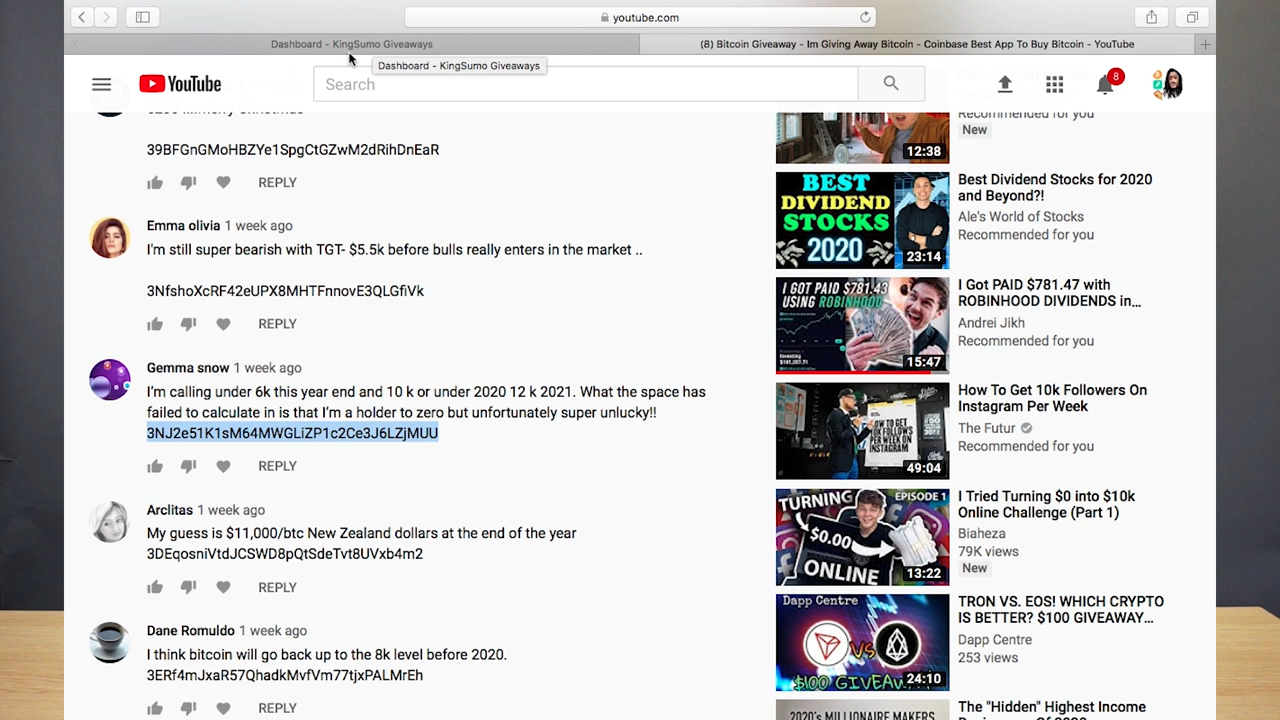 youtube.com
Dashboard - KingSumo Giveaways
(8) Bitcoin Giveaway - Im Giving Away Bitcoin - Coinbase Best App To Buy Bitcoin - YouTube
Dashboard - KingSumo Giveaways
YouTube
Search
8
39BFGnGMoHBZYe1SpgCtGZwM2dRihDnEaR
REPLY
Emma olivia 1 week ago
I'm still super bearish with TGT- $5.5k before bulls really enters in the market ..
3NfshoXcRF42eUPX8MHTFnnovE3QLGfiVk
REPLY
Gemma snow 1 week ago
I'm calling under 6k this year end and 10 k or under 2020 12 k 2021. What the space has
failed to calculate in is that I'm a holder to zero but unfortunately super unlucky!!
3NJ2e51K1sM64MWGLiZP1c2Ce3J6LZjMUU
REPLY
Arclitas 1 week ago
My guess is $11,000/btc New Zealand dollars at the end of the year
3DEqosniVtdJCSWD8pQtSdeTvt8UVxb4m2
REPLY
Dane Romuldo 1 week ago
I think bitcoin will go back up to the 8k level before 2020.
3ERf4mJxaR57QhadkMvfVm77tjxPALMrEh
REPLY
Recommended for you
New
12:38
BEST
DIVIDEND
STOCKS
2020
23:14
Best Dividend Stocks for 2020
and Beyond?!
Ale's World of Stocks
Recommended for you
I GOT PAID $781.43
USING ROBINHOOD
Investing
15:47
I Got PAID $781.47 with
ROBINHOOD DIVIDENDS in...
Andrei Jikh
Recommended for you
HOW TO GET
10K FOLLOWERS
PER WEEK ON
INSTAGRAM
49:04
How To Get 10k Followers On
Instagram Per Week
The Futur
Recommended for you
TURNING
EPISODE 1
$0.00
ONLINE
13:22
I Tried Turning $0 into $10k
Online Challenge (Part 1)
Biaheza
79K views
New
Dapp Centre
VS
$100 GIVEAWAY
24:10
TRON VS. EOS! WHICH CRYPTO
IS BETTER? $100 GIVEAWAY...
Dapp Centre
253 views
2020's MILLIONAIRE MAKERS
The "Hidden" Highest Income